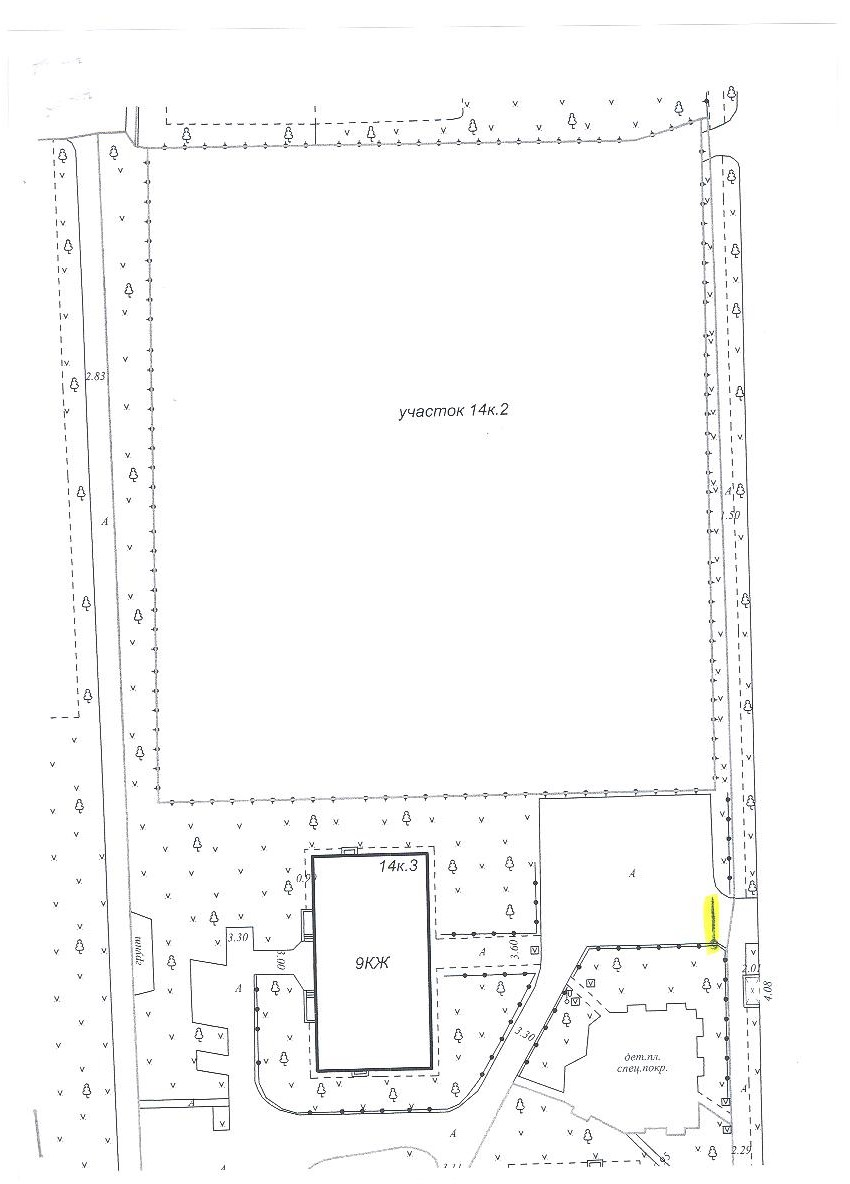 2.83
участок 14к.2
А
1.50
А
14к.3
А
0.9
3.30
3.60
А
9КЖ
3.00
грунт
А
2.01
4.08
3.30
дет.пл.
спец.покр.
А
А
А
2.29
А